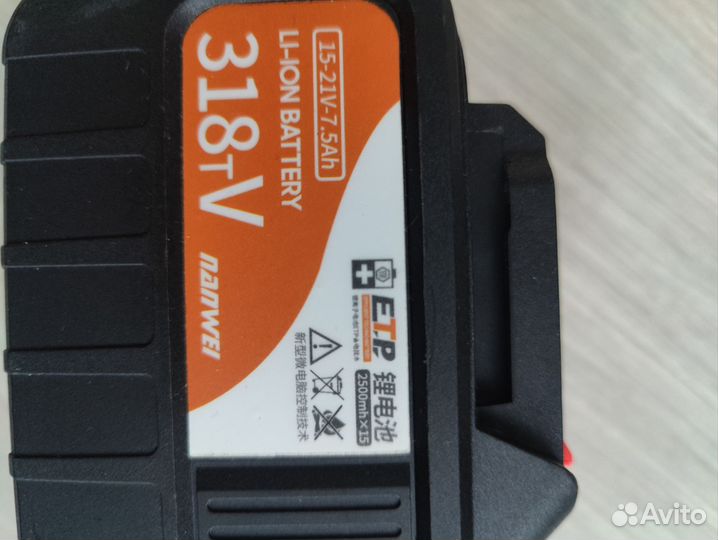 15-21V-7.5Ah
LI-ION BATTERY
318TV
nanwei
ETP 锂电池
2500mh×15
新型微电脑控制技术
Avito